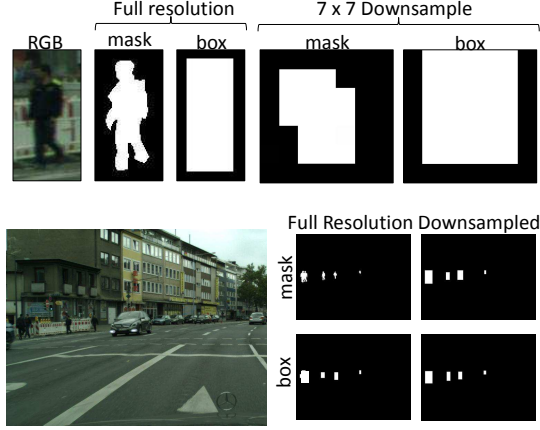 Full resolution
7 x 7 Downsample
RGB
mask
box
mask
box
Full Resolution Downsampled
mask
box